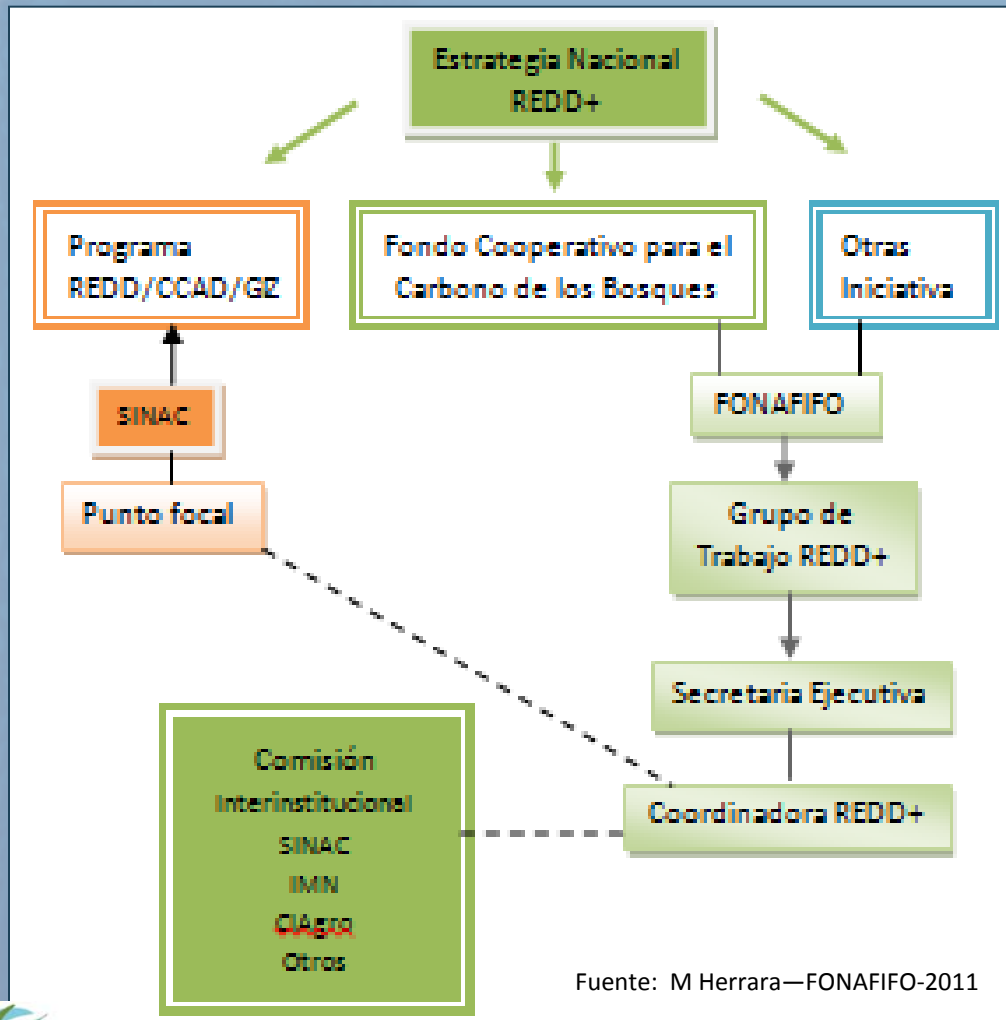 Estrategia Nacional
REDD+
Programa
REDD/CCAD/GIZ
Fondo Cooperativo para el
Carbono de los Bosques
Otras
Iniciativa
SINAC
FONAFIFO
Punto focal
Grupo de
Trabajo REDD+
Secretaria Ejecutiva
Comisión
Interinstitucional
SINAC
IMN
CIAgro
Otros
Coordinadora REDD+
Fuente: M Herrara—FONAFIFO-2011